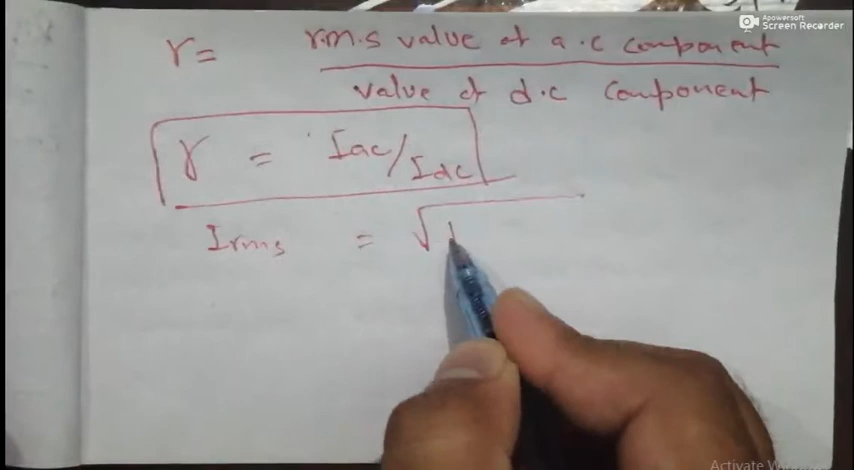 Apowersoft
Screen Recorder
γ = r.m.s value of a.c component
value of d.c component
γ = Iac/Idc
Irms = √I
Activate Wi